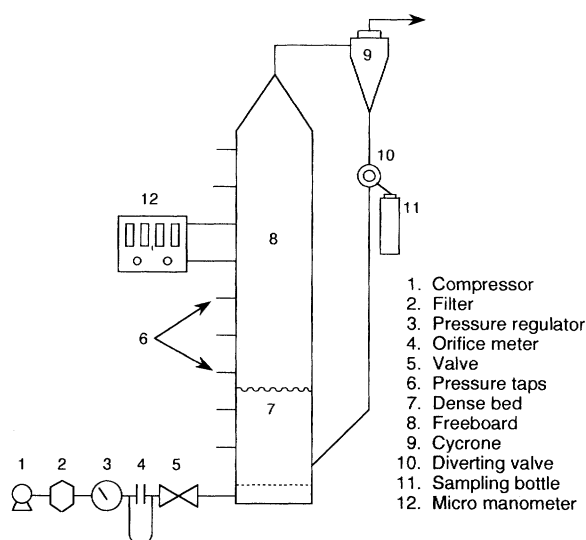 9
10
12
11
8
6
7
1 2 3 4 5
1. Compressor
2. Filter
3. Pressure regulator
4. Orifice meter
5. Valve
6. Pressure taps
7. Dense bed
8. Freeboard
9. Cycrone
10. Diverting valve
11. Sampling bottle
12. Micro manometer